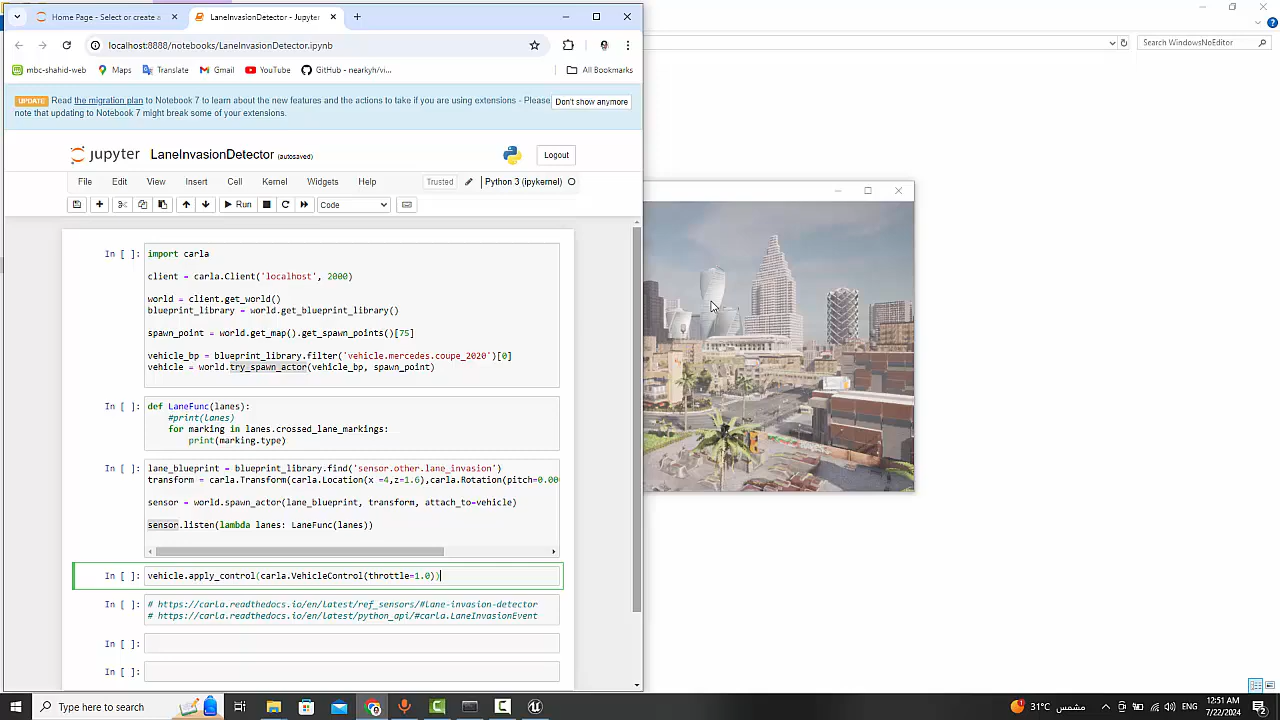 Home Page - Select or create a
LaneInvasionDetector - Jupyter
localhost:8888/notebooks/LaneInvasionDetector.ipynb
Search WindowsNoEditor
mbc-shahid-web
Maps
Translate
Gmail
YouTube
GitHub - nearkyh/vi...
All Bookmarks
UPDATE Read the migration plan to Notebook 7 to learn about the new features and the actions to take if you are using extensions - Please
note that updating to Notebook 7 might break some of your extensions.
Don't show anymore
jupyter LaneInvasionDetector (autosaved)
Logout
File Edit View Insert Cell Kernel Widgets Help
Trusted
Python 3 (ipykernel)
Run
Code
In [ ]: import carla
client = carla.Client('localhost', 2000)
world = client.get_world()
blueprint_library = world.get_blueprint_library()
spawn_point = world.get_map().get_spawn_points()[75]
vehicle_bp = blueprint_library.filter('vehicle.mercedes.coupe_2020')[0]
vehicle = world.try_spawn_actor(vehicle_bp, spawn_point)
In [ ]: def LaneFunc(lanes):
#print(lanes)
for marking in lanes.crossed_lane_markings:
print(marking.type)
In [ ]: lane_blueprint = blueprint_library.find('sensor.other.lane_invasion')
transform = carla.Transform(carla.Location(x =4,z=1.6),carla.Rotation(pitch=0.00
sensor = world.spawn_actor(lane_blueprint, transform, attach_to=vehicle)
sensor.listen(lambda lanes: LaneFunc(lanes))
In [ ]: vehicle.apply_control(carla.VehicleControl(throttle=1.0))
In [ ]: # https://carla.readthedocs.io/en/latest/ref_sensors/#lane-invasion-detector
# https://carla.readthedocs.io/en/latest/python_api/#carla.LaneInvasionEvent
In [ ]:
In [ ]:
Type here to search
31°C مشمس
ENG
12:51 AM
7/22/2024
2